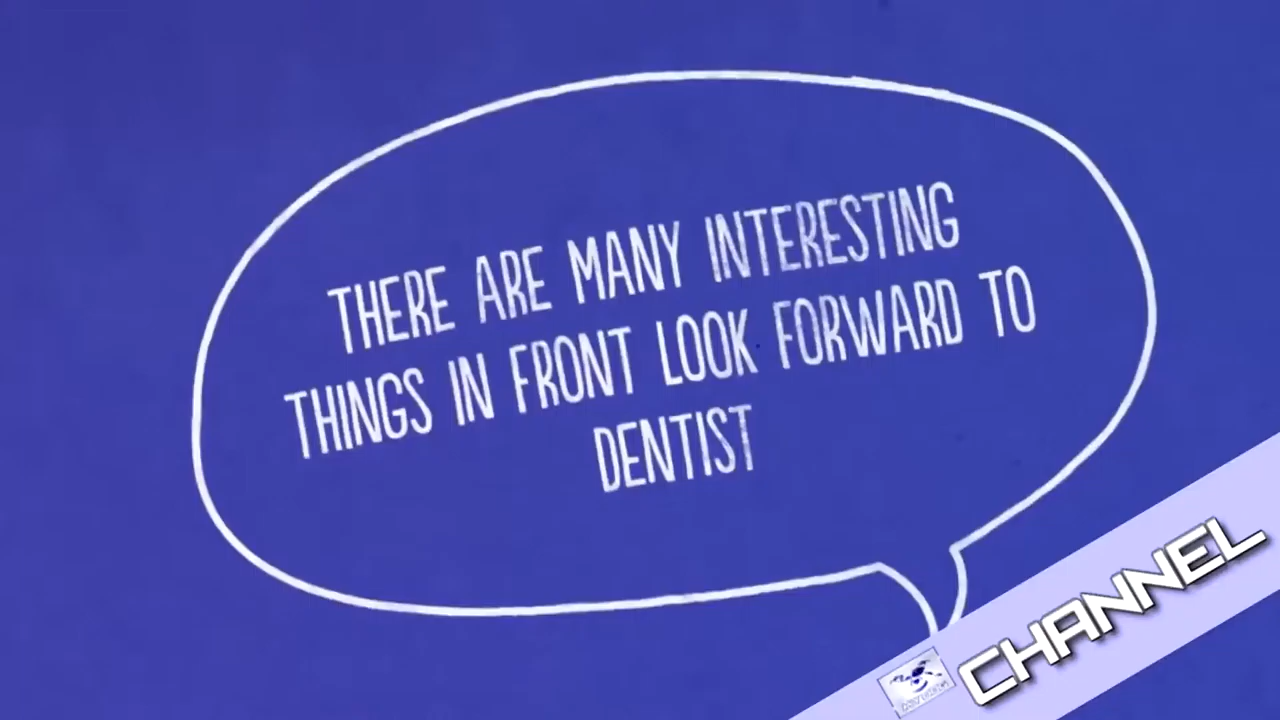 THERE ARE MANY INTERESTING
THINGS IN FRONT LOOK FORWARD TO
DENTIST
CHANNEL